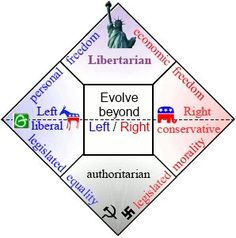 personal freedom
economic freedom
Libertarian
Left
liberal
Evolve
beyond
Left / Right
Right
conservative
authoritarian
legislated equality
legislated morality